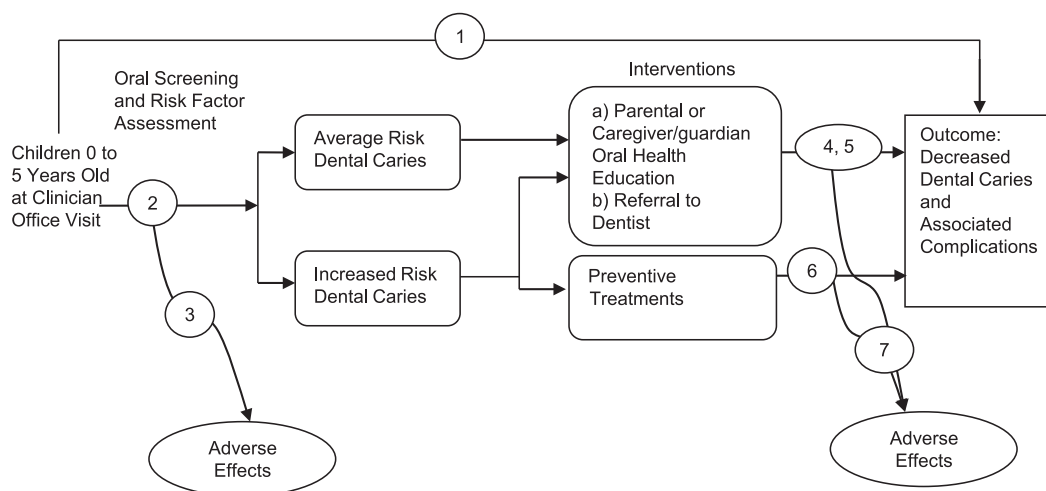 1
Oral Screening
and Risk Factor
Assessment
Interventions
Children 0 to
5 Years Old
at Clinician
Office Visit
2
3
Average Risk
Dental Caries
Increased Risk
Dental Caries
a) Parental or
Caregiver/guardian
Oral Health
Education
b) Referral to
Dentist
Preventive
Treatments
4, 5
6
7
Outcome:
Decreased
Dental Caries
and
Associated
Complications
Adverse
Effects
Adverse
Effects